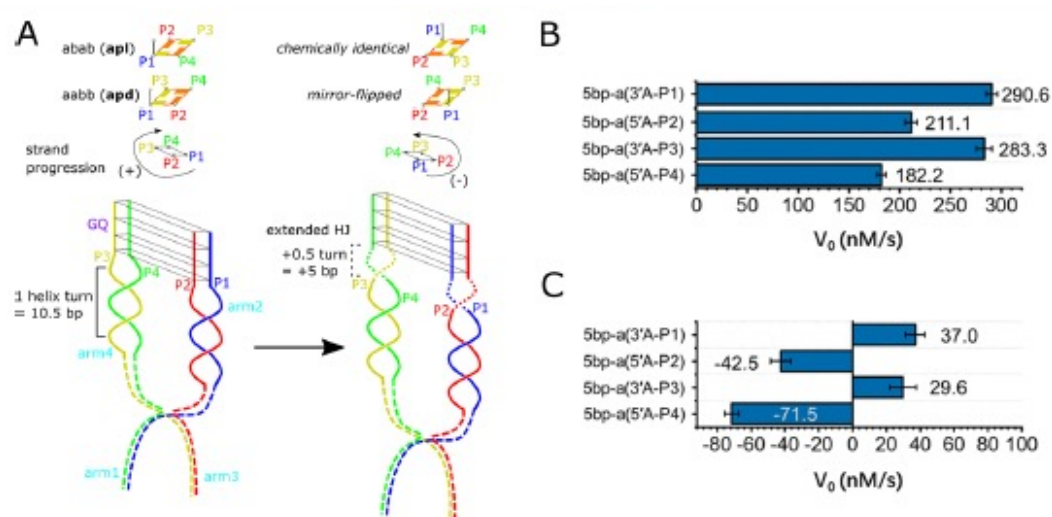 A
abab (apl)
P2
P3
P1
P4
chemically identical
P1
P4
P2
P3
aabb (apd)
P3
P4
P1
P2
mirror-flipped
P4
P3
P2
P1
strand
progression
(+)
P4
P3
P1
P2
P3
P4
P2
P1
(-)
GQ
P3
P4
P2
P1
1 helix turn
= 10.5 bp
arm2
arm4
arm1
arm3
extended HJ
+0.5 turn
= +5 bp
P3
P4
P2
P1
B
5bp-a(3'A-P1)
290.6
5bp-a(5'A-P2)
211.1
5bp-a(3'A-P3)
283.3
5bp-a(5'A-P4)
182.2
0 50 100 150 200 250 300
V0 (nM/s)
C
5bp-a(3'A-P1)
37.0
5bp-a(5'A-P2)
-42.5
5bp-a(3'A-P3)
29.6
5bp-a(5'A-P4)
-71.5
-80 -60 -40 -20 0 20 40 60 80 100
V0 (nM/s)